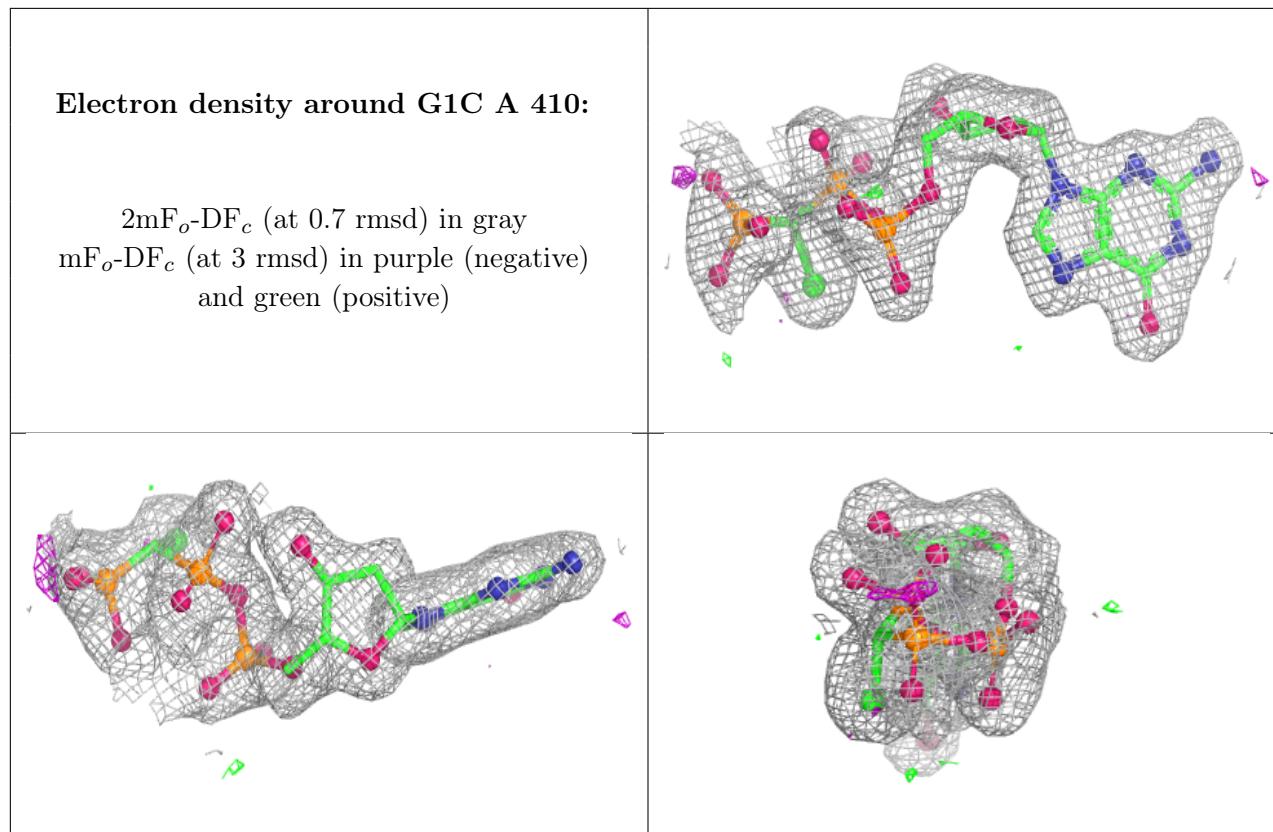 Electron density around G1C A 410:
2mFo-DFc (at 0.7 rmsd) in gray
mFo-DFc (at 3 rmsd) in purple (negative)
and green (positive)